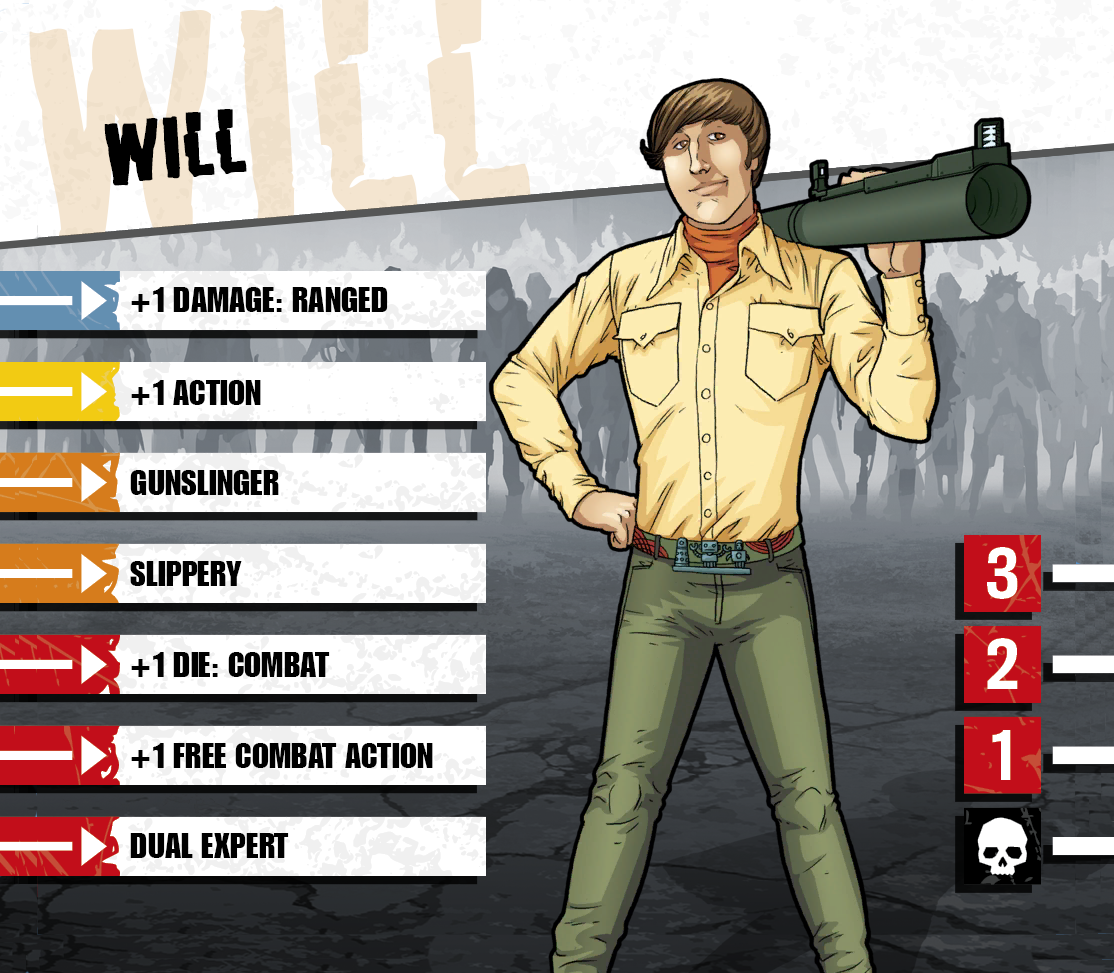 WILL
WILL
+1 DAMAGE: RANGED
+1 ACTION
GUNSLINGER
SLIPPERY
+1 DIE: COMBAT
+1 FREE COMBAT ACTION
DUAL EXPERT
3
2
1